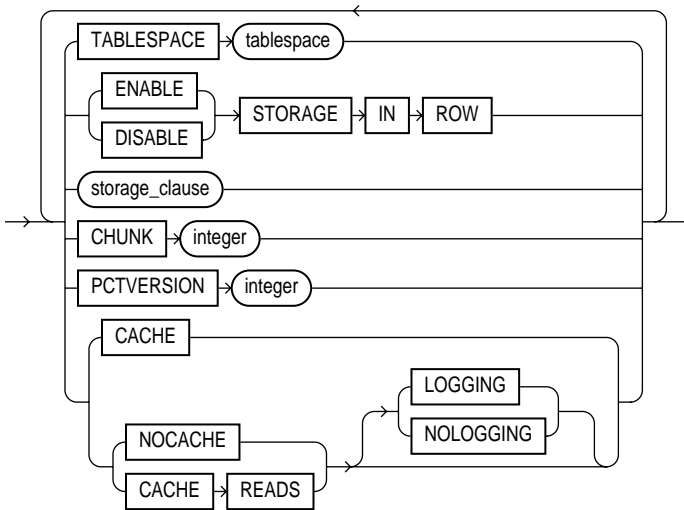 TABLESPACE tablespace
ENABLE
DISABLE
STORAGE IN ROW
storage_clause
CHUNK integer
PCTVERSION integer
CACHE
LOGGING
NOLOGGING
NOCACHE
CACHE READS